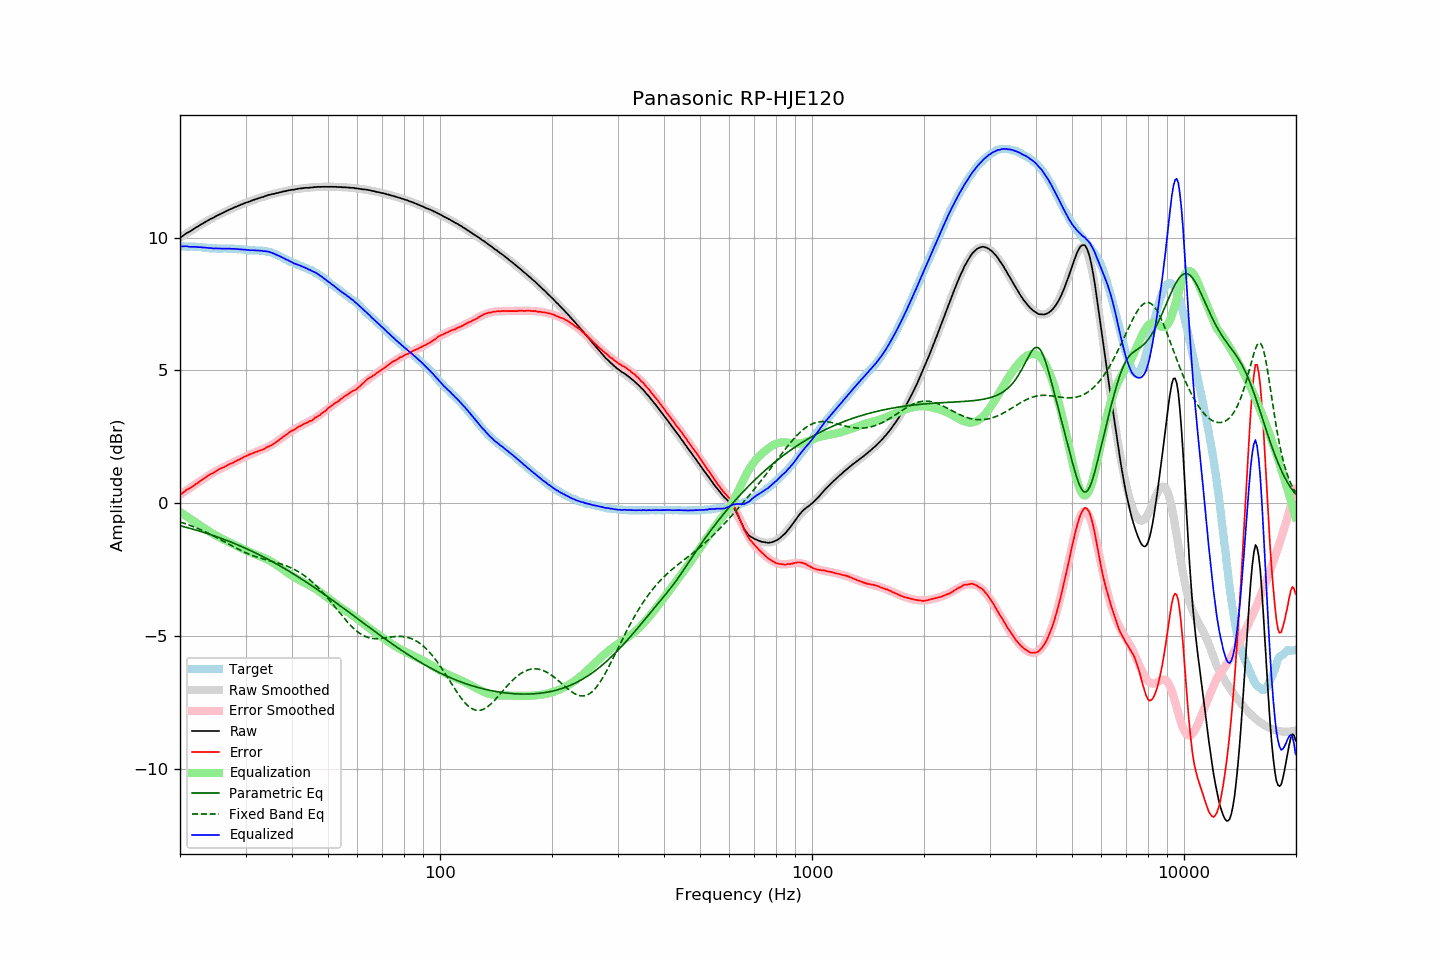 Panasonic RP-HJE120
Amplitude (dBr)
10
5
0
−5
−10
Target
Raw Smoothed
Error Smoothed
Raw
Error
Equalization
Parametric Eq
Fixed Band Eq
Equalized
100
1000
10000
Frequency (Hz)